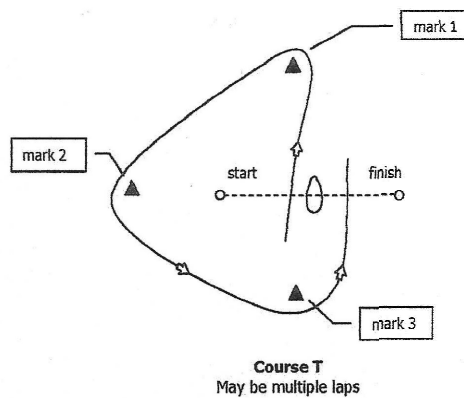 mark 1
mark 2
start
finish
mark 3
Course T
May be multiple laps